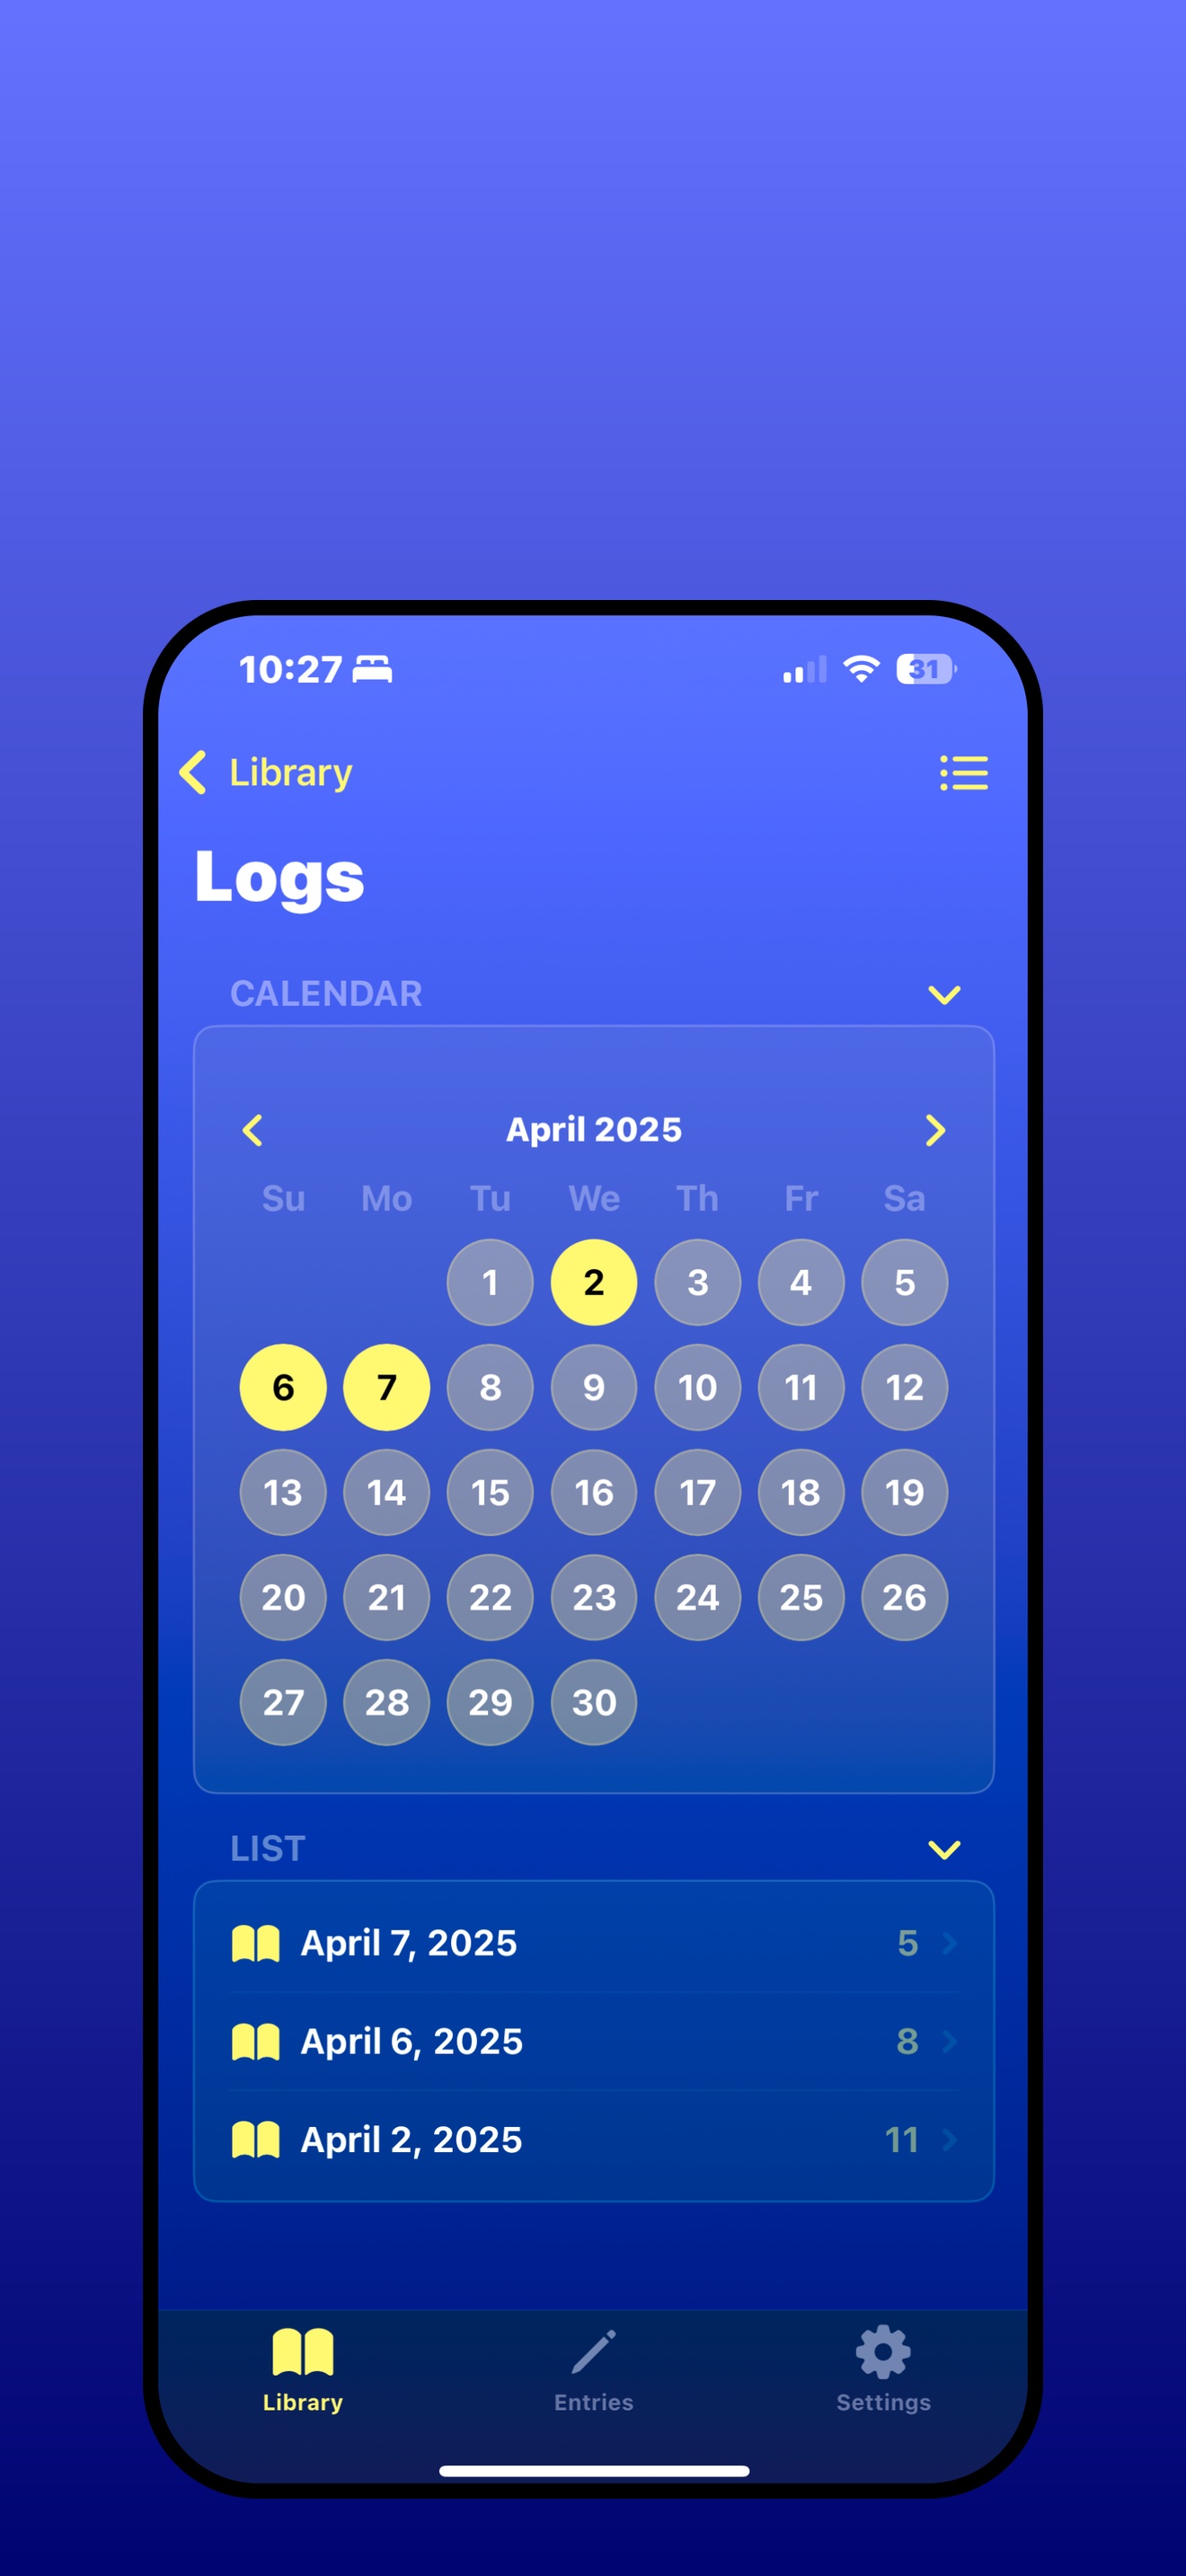 10:27 31
Library
Logs
CALENDAR
April 2025
Su Mo Tu We Th Fr Sa
1 2 3 4 5
6 7 8 9 10 11 12
13 14 15 16 17 18 19
20 21 22 23 24 25 26
27 28 29 30
LIST
April 7, 2025 5
April 6, 2025 8
April 2, 2025 11
Library Entries Settings